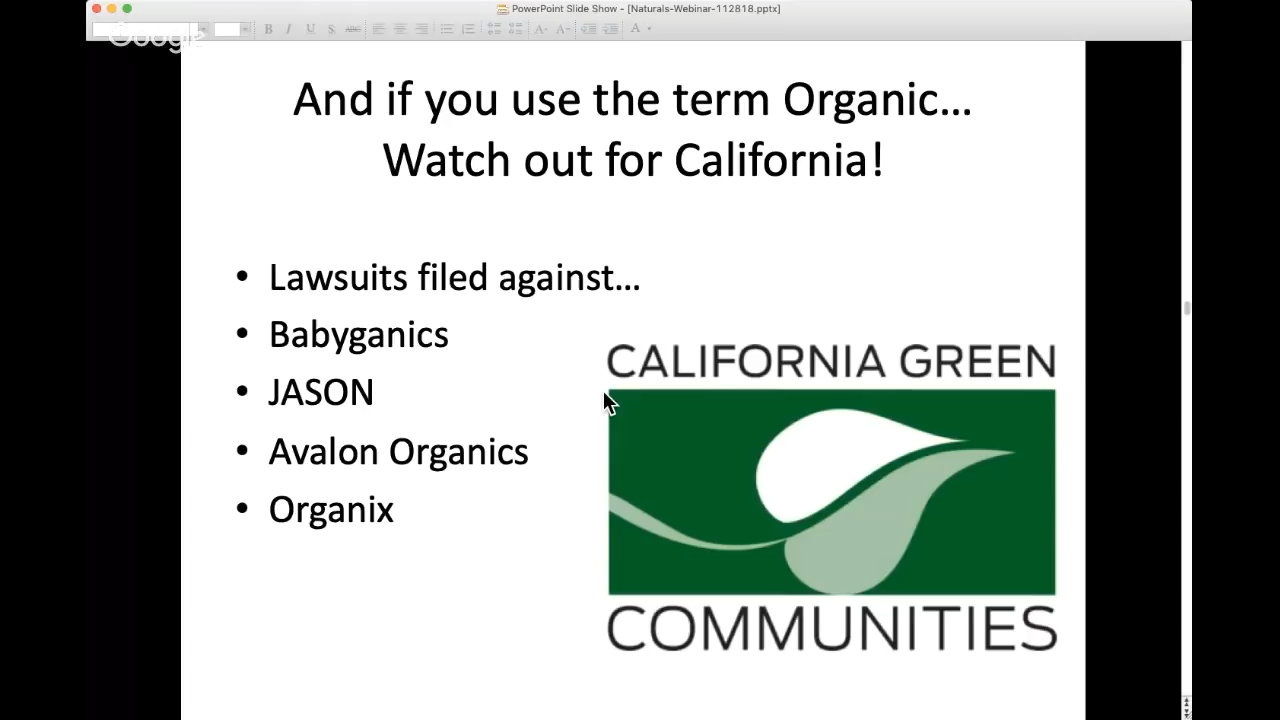 PowerPoint Slide Show - [Naturals-Webinar-112818.pptx]
Google
And if you use the term Organic...
Watch out for California!
• Lawsuits filed against...
• Babyganics
• JASON
• Avalon Organics
• Organix
CALIFORNIA GREEN
COMMUNITIES